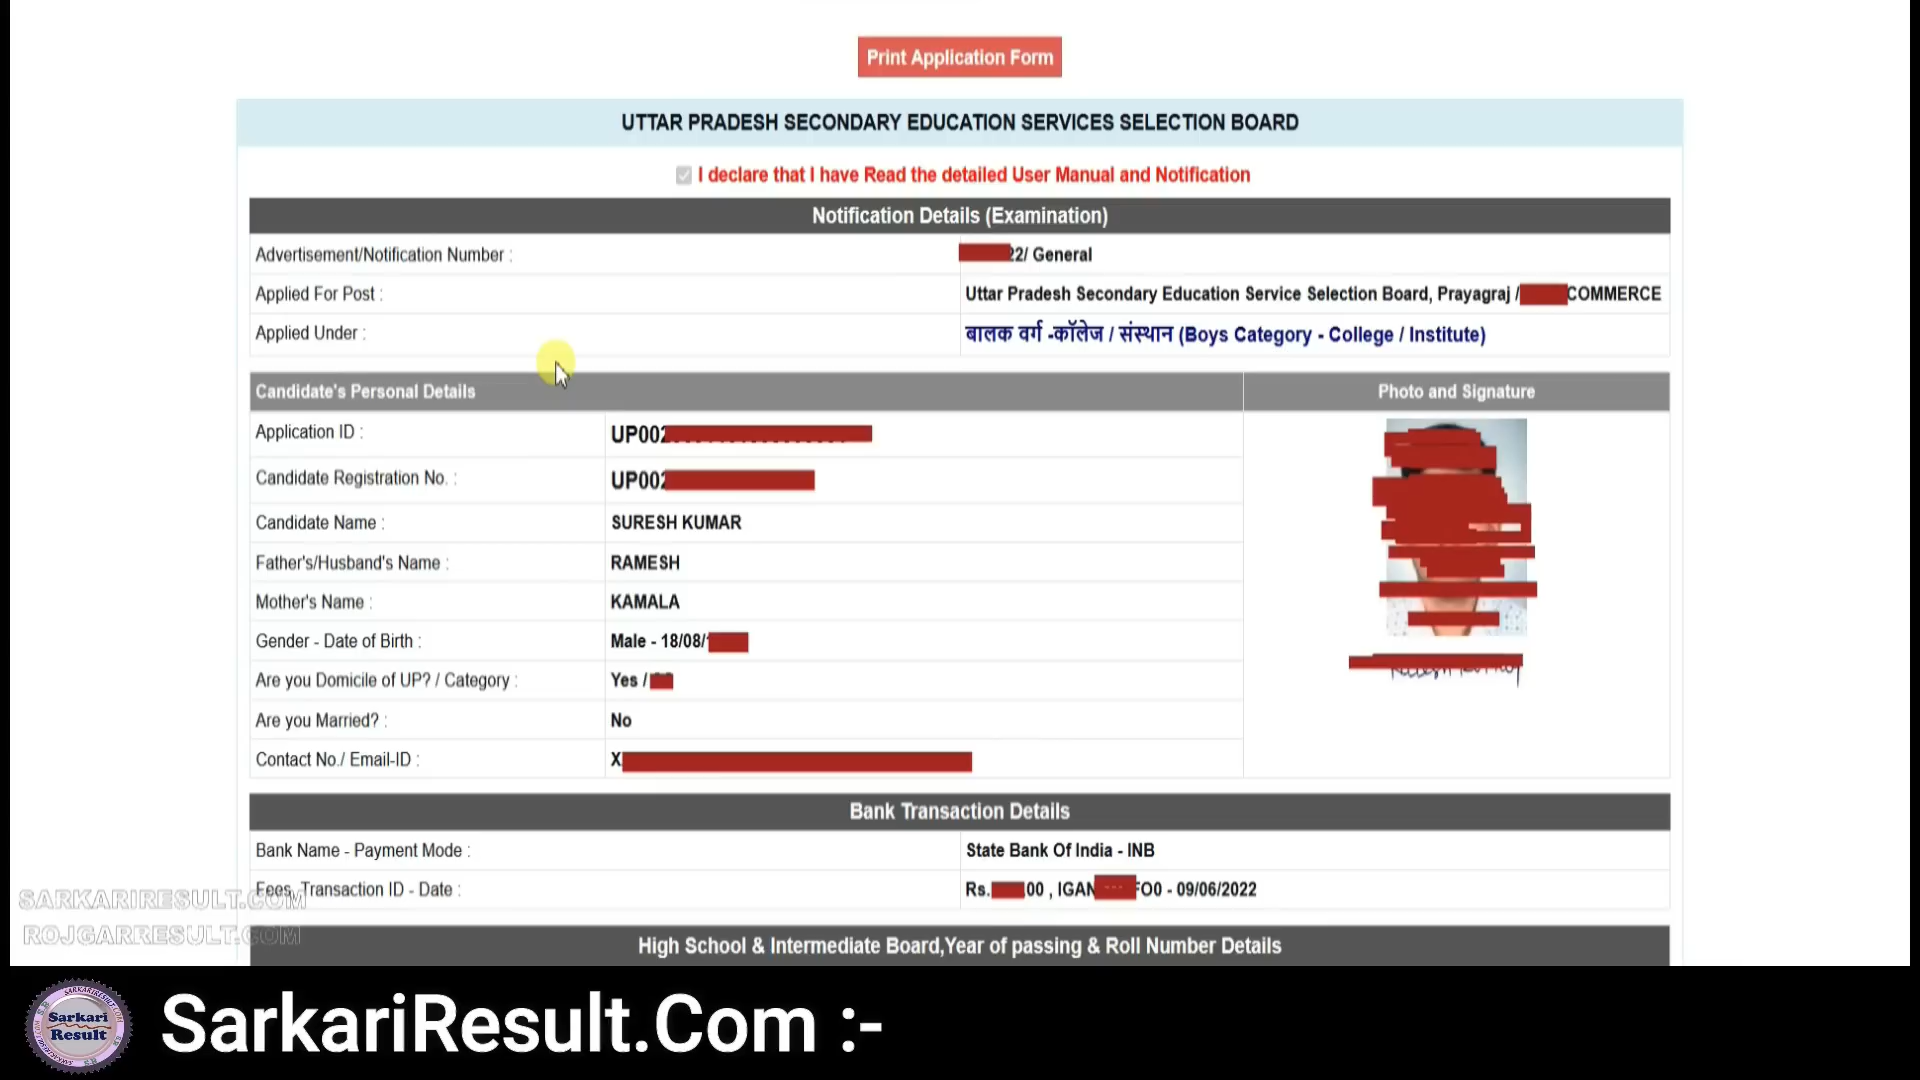 Print Application Form
UTTAR PRADESH SECONDARY EDUCATION SERVICES SELECTION BOARD
I declare that I have Read the detailed User Manual and Notification
Notification Details (Examination)
Advertisement/Notification Number : 22/ General
Applied For Post : Uttar Pradesh Secondary Education Service Selection Board, Prayagraj / COMMERCE
Applied Under : बालक वर्ग -कॉलेज / संस्थान (Boys Category - College / Institute)
Candidate's Personal Details Photo and Signature
Application ID : UP002
Candidate Registration No. : UP002
Candidate Name : SURESH KUMAR
Father's/Husband's Name : RAMESH
Mother's Name : KAMALA
Gender - Date of Birth : Male - 18/08/
Are you Domicile of UP? / Category : Yes /
Are you Married? : No
Contact No./ Email-ID : X
Bank Transaction Details
Bank Name - Payment Mode : State Bank Of India - INB
Fees, Transaction ID - Date : Rs. 00 , IGAN FO0 - 09/06/2022
SARKARIRESULT.COM
ROJGARRESULT.COM
High School & Intermediate Board,Year of passing & Roll Number Details
Sarkari
Result
SarkariResult.Com :-